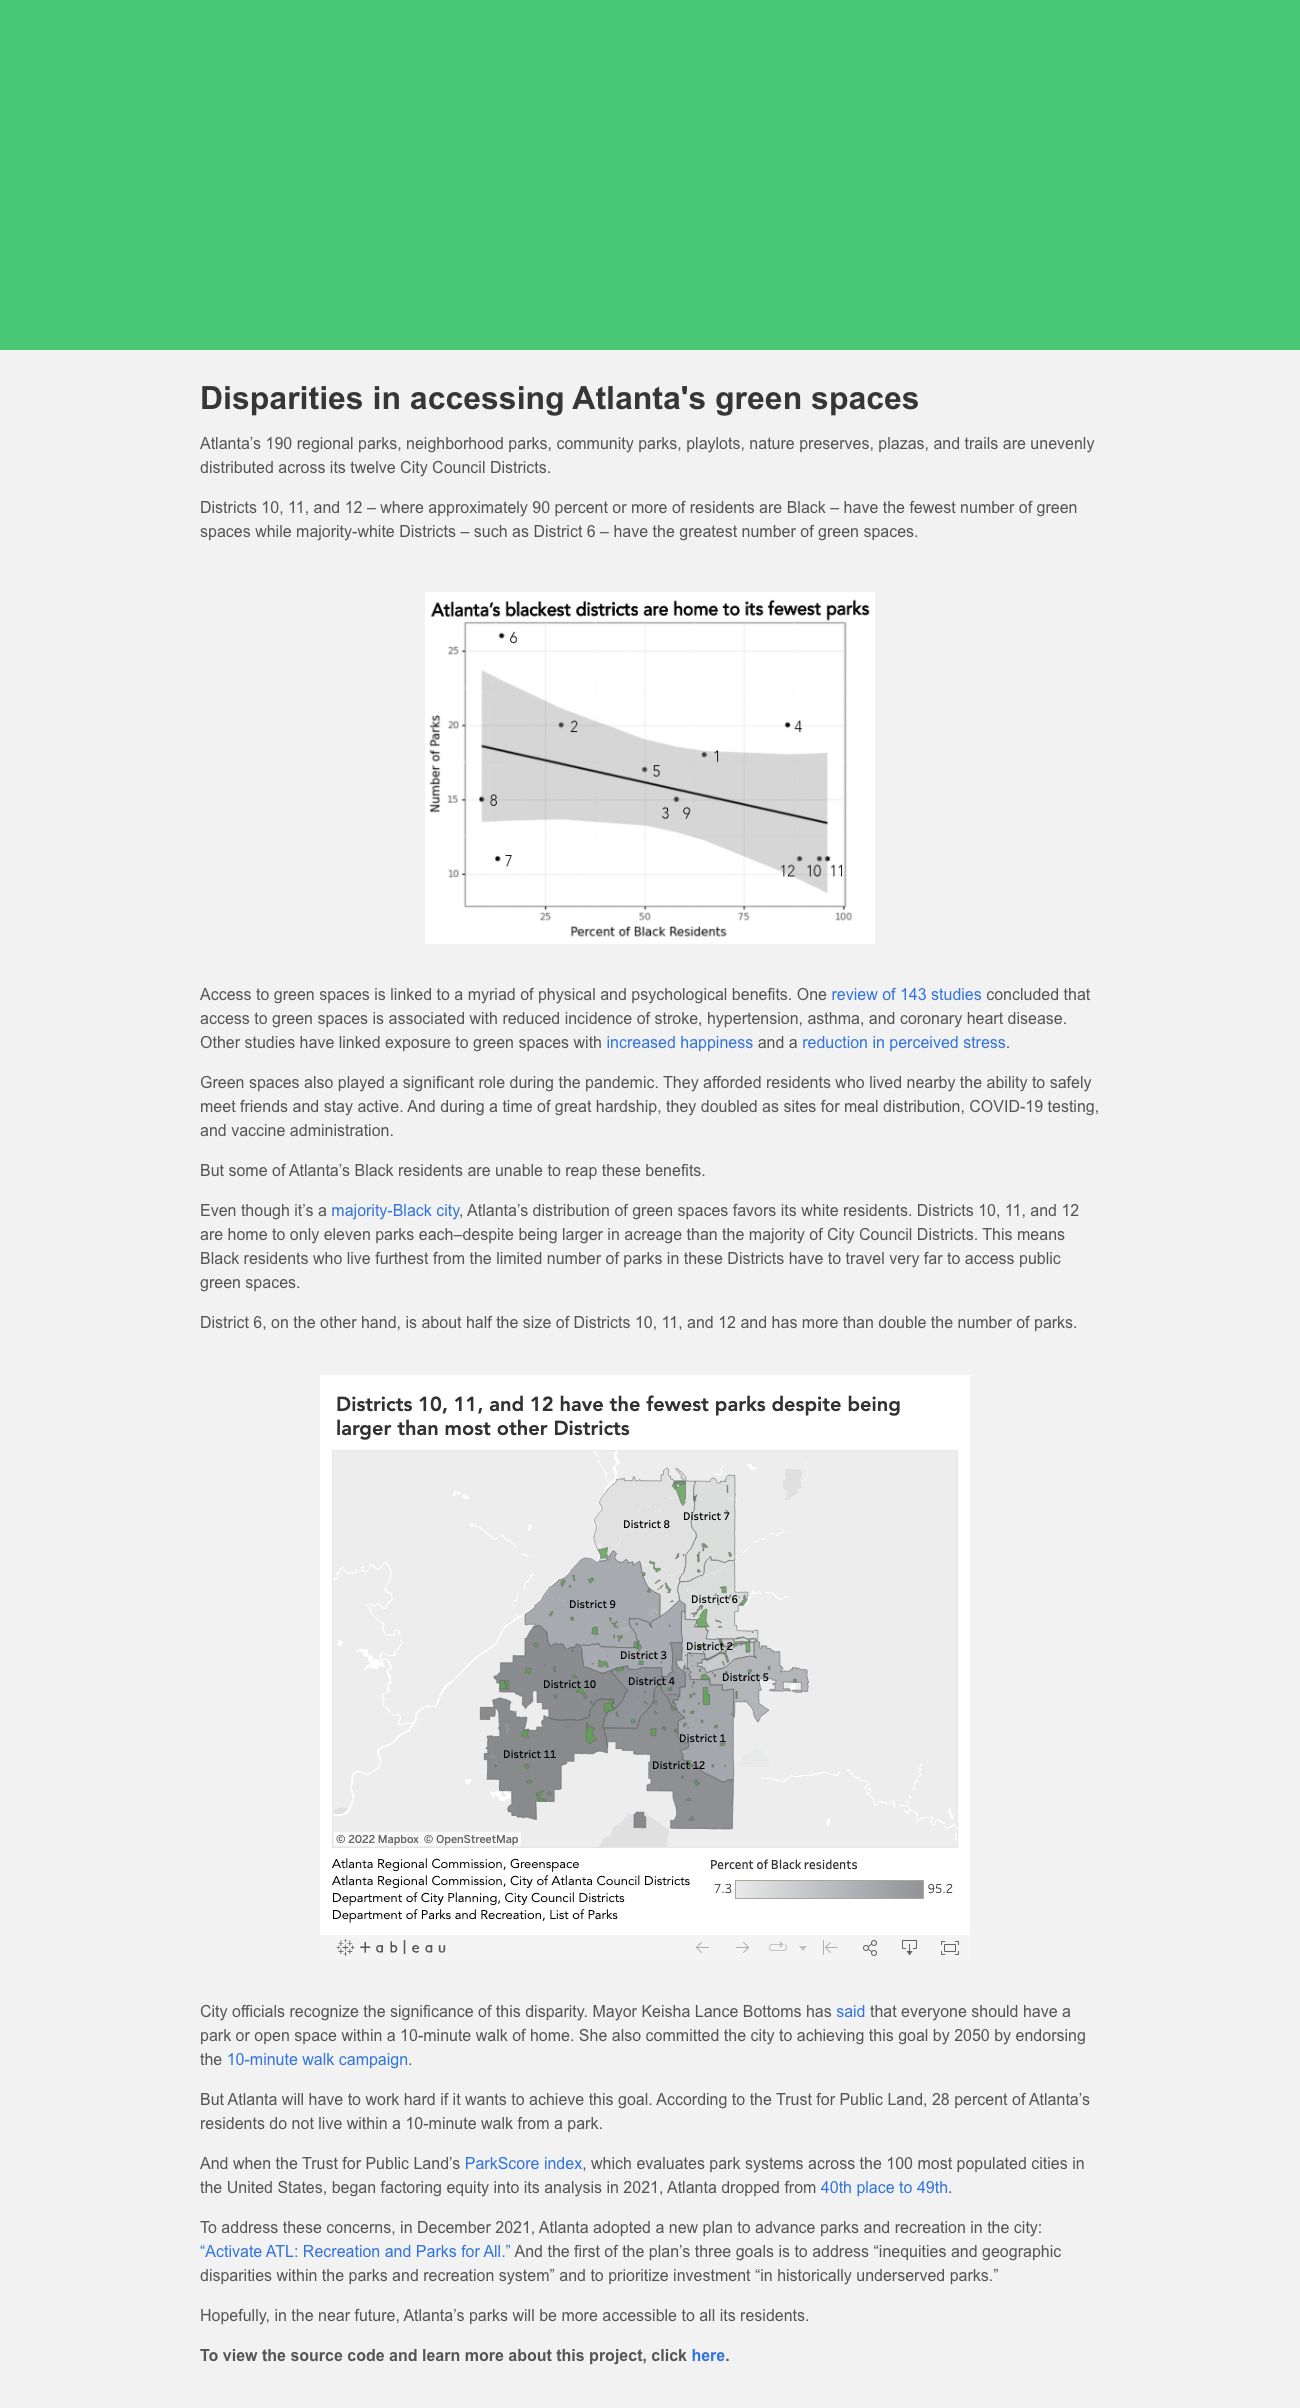 Disparities in accessing Atlanta's green spaces
Atlanta’s 190 regional parks, neighborhood parks, community parks, playlots, nature preserves, plazas, and trails are unevenly
distributed across its twelve City Council Districts.
Districts 10, 11, and 12 – where approximately 90 percent or more of residents are Black – have the fewest number of green
spaces while majority-white Districts – such as District 6 – have the greatest number of green spaces.
Atlanta’s blackest districts are home to its fewest parks
Number of Parks
25
20
15
10
6
2
4
1
5
8
3 9
7
12 10 11
25 50 75 100
Percent of Black Residents
Access to green spaces is linked to a myriad of physical and psychological benefits. One review of 143 studies concluded that
access to green spaces is associated with reduced incidence of stroke, hypertension, asthma, and coronary heart disease.
Other studies have linked exposure to green spaces with increased happiness and a reduction in perceived stress.
Green spaces also played a significant role during the pandemic. They afforded residents who lived nearby the ability to safely
meet friends and stay active. And during a time of great hardship, they doubled as sites for meal distribution, COVID-19 testing,
and vaccine administration.
But some of Atlanta’s Black residents are unable to reap these benefits.
Even though it’s a majority-Black city, Atlanta’s distribution of green spaces favors its white residents. Districts 10, 11, and 12
are home to only eleven parks each–despite being larger in acreage than the majority of City Council Districts. This means
Black residents who live furthest from the limited number of parks in these Districts have to travel very far to access public
green spaces.
District 6, on the other hand, is about half the size of Districts 10, 11, and 12 and has more than double the number of parks.
Districts 10, 11, and 12 have the fewest parks despite being
larger than most other Districts
District 7
District 8
District 6
District 9
District 2
District 3
District 5
District 4
District 10
District 1
District 11
District 12
© 2022 Mapbox © OpenStreetMap
Atlanta Regional Commission, Greenspace
Atlanta Regional Commission, City of Atlanta Council Districts
Department of City Planning, City Council Districts
Department of Parks and Recreation, List of Parks
Percent of Black residents
7.3 95.2
+ableau
City officials recognize the significance of this disparity. Mayor Keisha Lance Bottoms has said that everyone should have a
park or open space within a 10-minute walk of home. She also committed the city to achieving this goal by 2050 by endorsing
the 10-minute walk campaign.
But Atlanta will have to work hard if it wants to achieve this goal. According to the Trust for Public Land, 28 percent of Atlanta’s
residents do not live within a 10-minute walk from a park.
And when the Trust for Public Land’s ParkScore index, which evaluates park systems across the 100 most populated cities in
the United States, began factoring equity into its analysis in 2021, Atlanta dropped from 40th place to 49th.
To address these concerns, in December 2021, Atlanta adopted a new plan to advance parks and recreation in the city:
“Activate ATL: Recreation and Parks for All.” And the first of the plan’s three goals is to address “inequities and geographic
disparities within the parks and recreation system” and to prioritize investment “in historically underserved parks.”
Hopefully, in the near future, Atlanta’s parks will be more accessible to all its residents.
To view the source code and learn more about this project, click here.